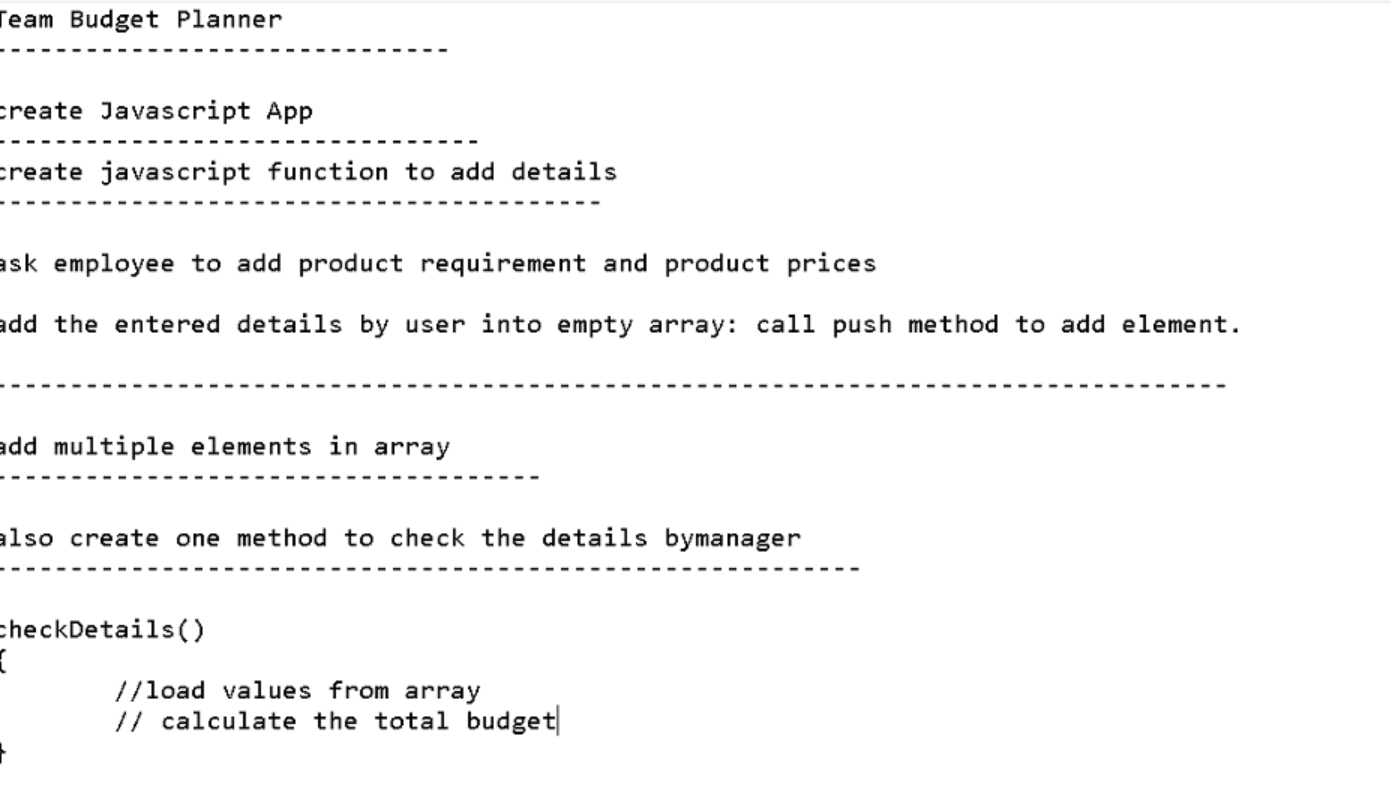 Team Budget Planner
------------------------------
create Javascript App
--------------------------------
create javascript function to add details
----------------------------------------
ask employee to add product requirement and product prices
add the entered details by user into empty array: call push method to add element.
---------------------------------------------------------------------------------
add multiple elements in array
------------------------------------
also create one method to check the details bymanager
---------------------------------------------------------
checkDetails()
{
//load values from array
// calculate the total budget
}